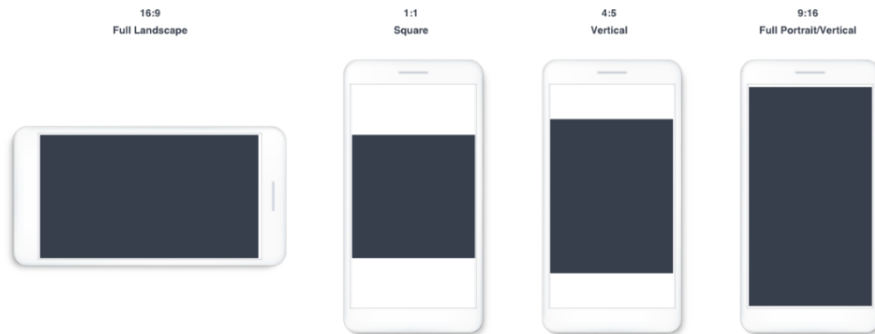 16:9
Full Landscape
1:1
Square
4:5
Vertical
9:16
Full Portrait/Vertical